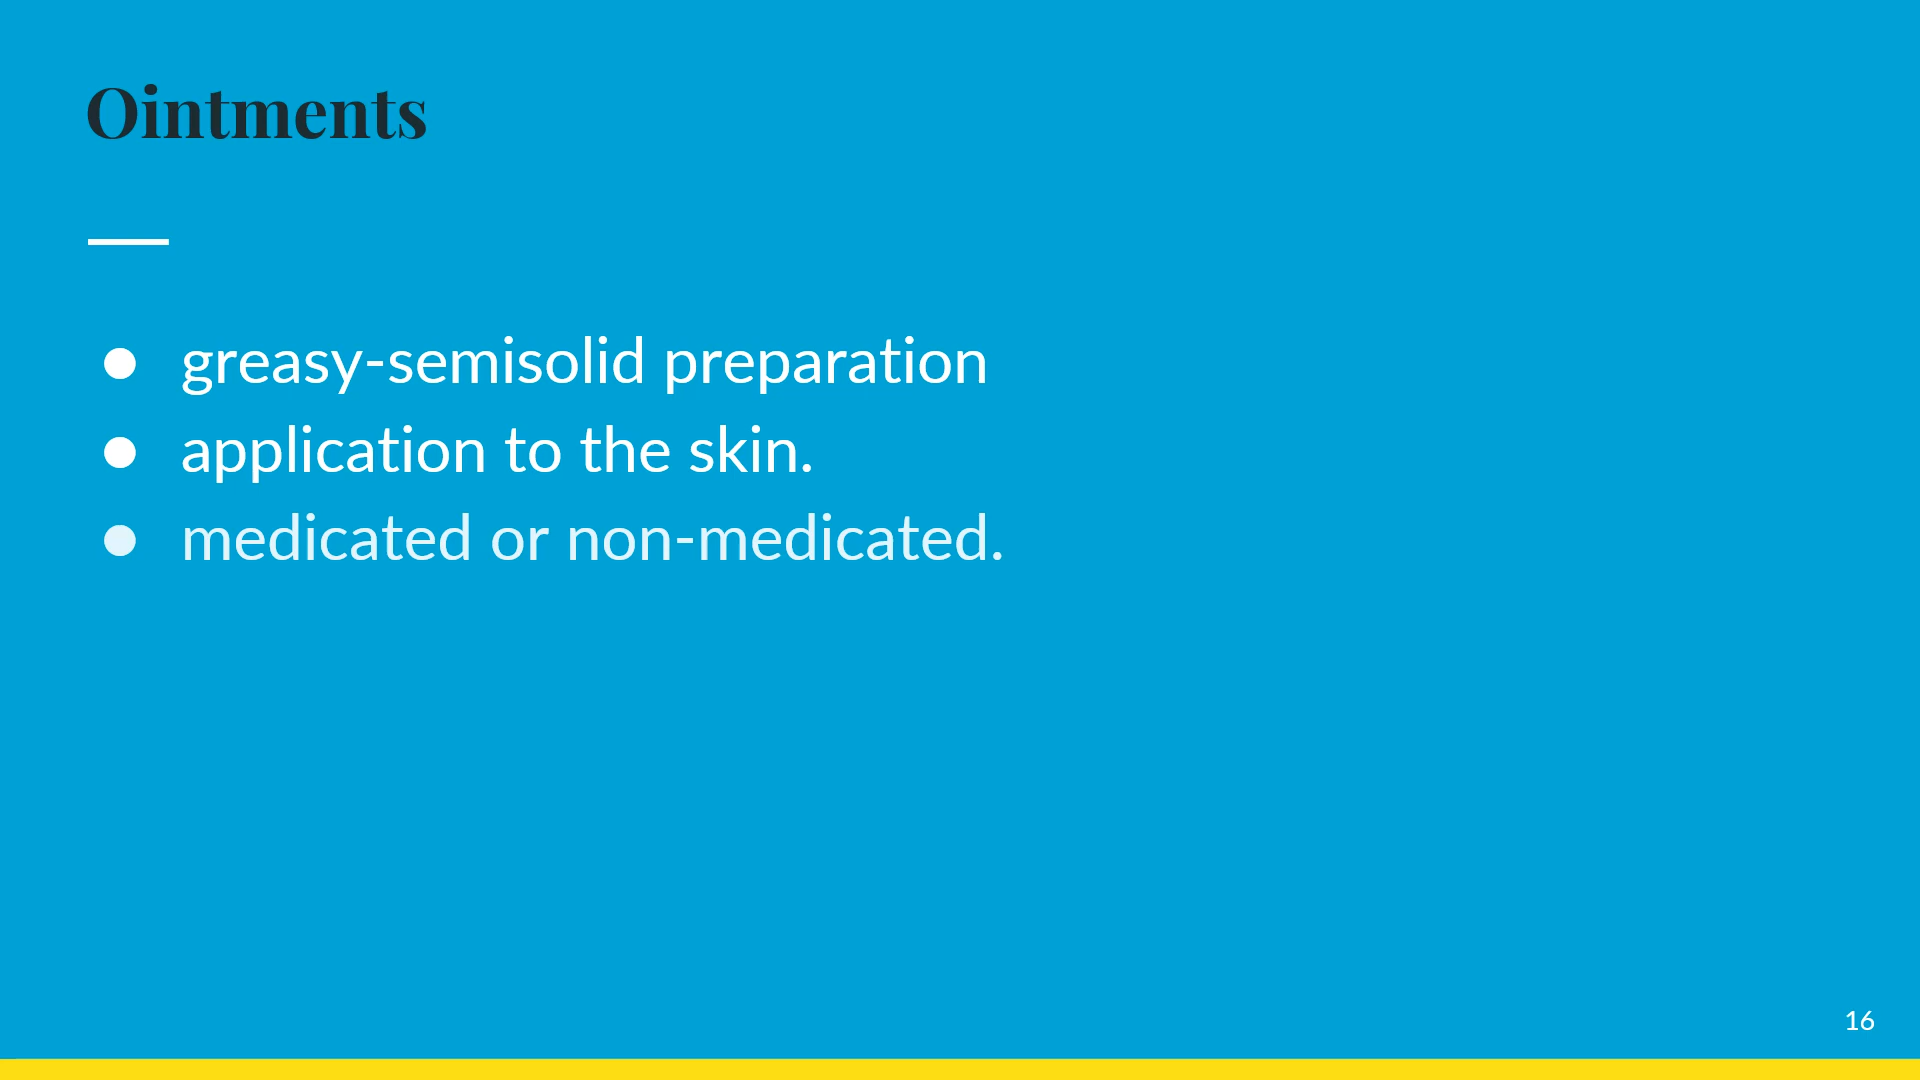 Ointments
● greasy-semisolid preparation
● application to the skin.
● medicated or non-medicated.
16